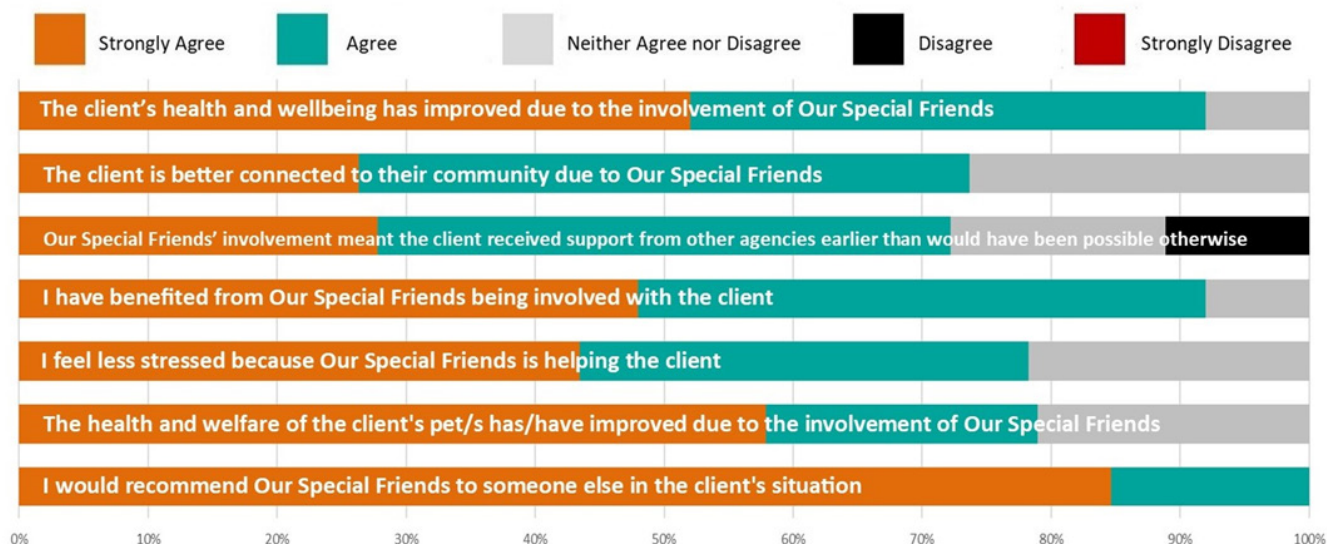 Strongly Agree
Agree
Neither Agree nor Disagree
Disagree
Strongly Disagree
The client’s health and wellbeing has improved due to the involvement of Our Special Friends
The client is better connected to their community due to Our Special Friends
Our Special Friends’ involvement meant the client received support from other agencies earlier than would have been possible otherwise
I have benefited from Our Special Friends being involved with the client
I feel less stressed because Our Special Friends is helping the client
The health and welfare of the client's pet/s has/have improved due to the involvement of Our Special Friends
I would recommend Our Special Friends to someone else in the client's situation
0% 10% 20% 30% 40% 50% 60% 70% 80% 90% 100%